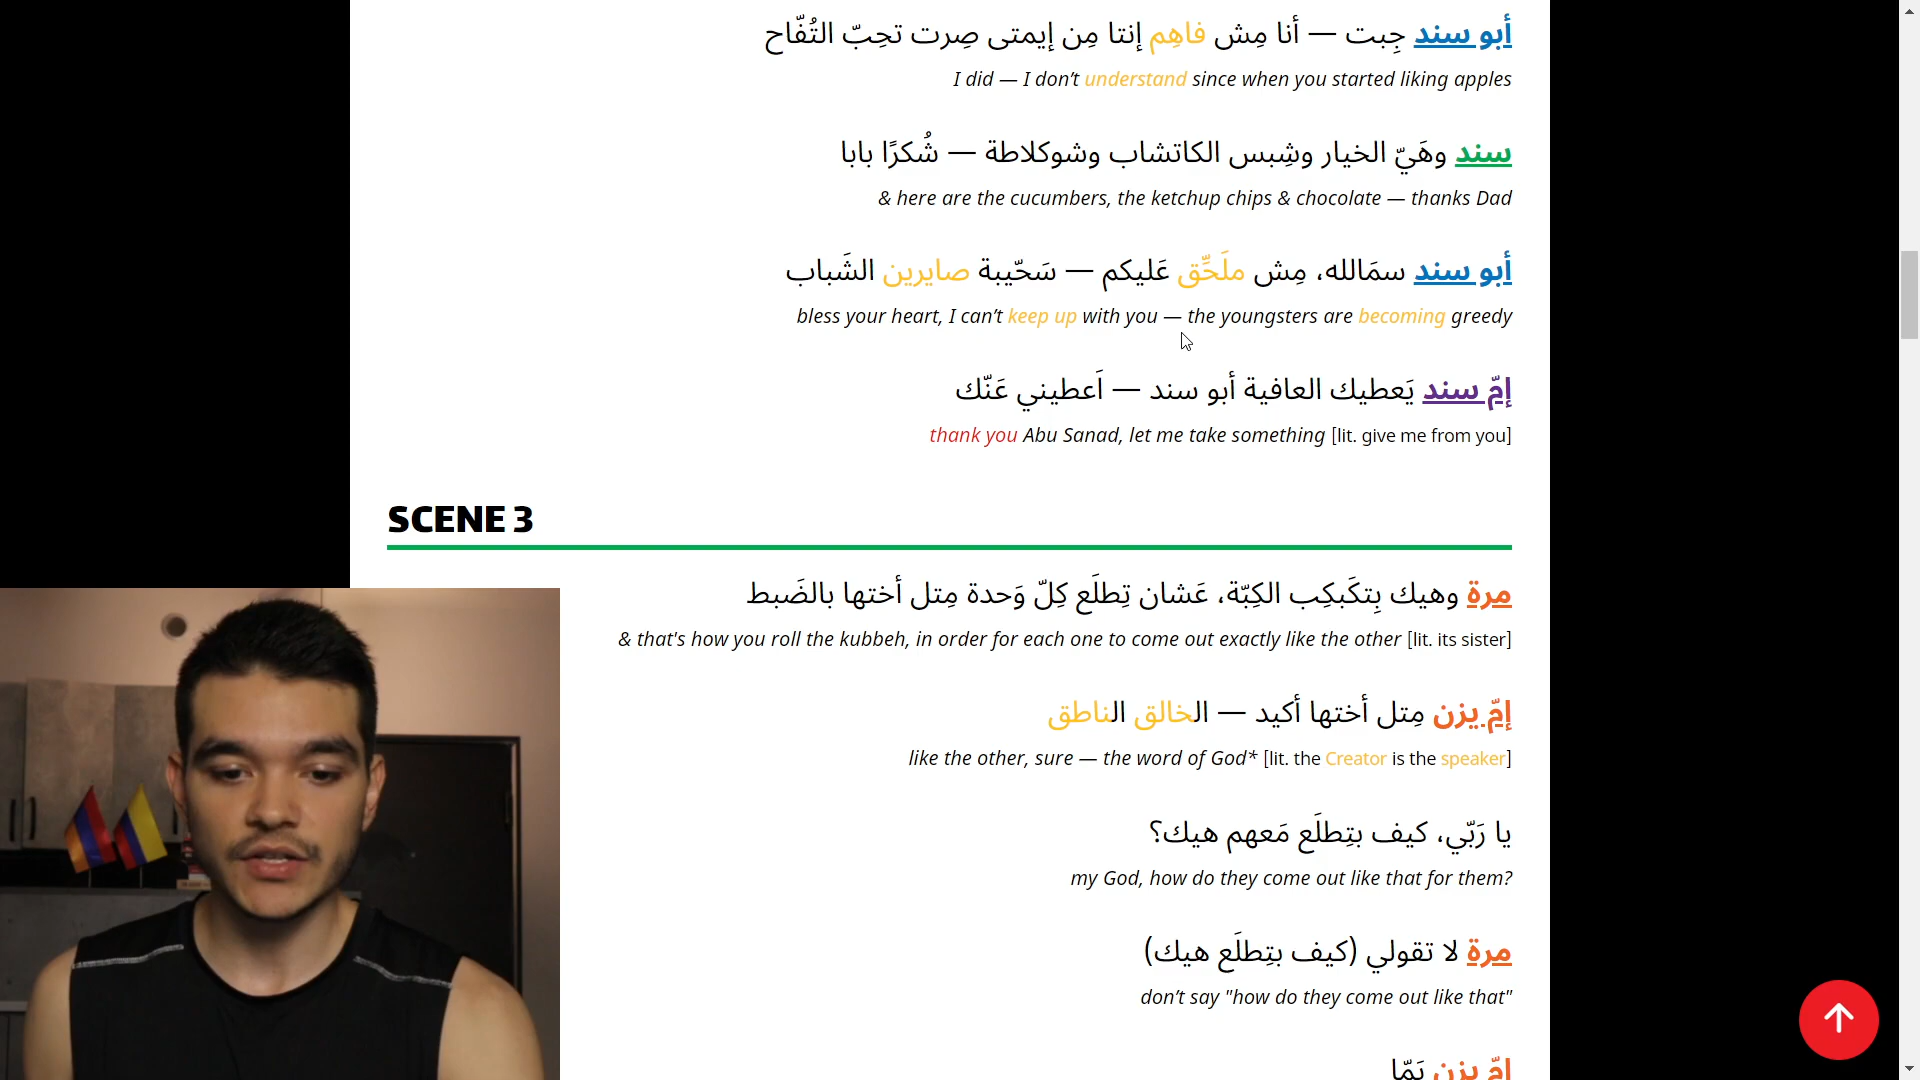 أبو سند جِبت — أنا مِش فاهِم إنتا مِن إيمتى صِرت تحِبّ التُفّاح
I did — I don’t understand since when you started liking apples
سند وهَيّ الخيار وشِبس الكاتشاب وشوكلاطة — شُكرًا بابا
& here are the cucumbers, the ketchup chips & chocolate — thanks Dad
أبو سند سمَالله، مِش ملَحِّق عَليكم — سَحّيبة صايرين الشَباب
bless your heart, I can’t keep up with you — the youngsters are becoming greedy
إمّ سند يَعطيك العافية أبو سند — اَعطيني عَنّك
thank you Abu Sanad, let me take something [lit. give me from you]
SCENE 3
مرة وهيك بِتكَبكِب الكِبّة، عَشان تِطلَع كِلّ وَحدة مِتل أختها بالضَبط
& that's how you roll the kubbeh, in order for each one to come out exactly like the other [lit. its sister]
إمّ يزن مِتل أختها أكيد — الخالق الناطق
like the other, sure — the word of God* [lit. the Creator is the speaker]
يا رَبّي، كيف بتِطلَع مَعهم هيك؟
my God, how do they come out like that for them?
مرة لا تقولي (كيف بتِطلَع هيك)
don’t say "how do they come out like that"
إمّ يزن يَمّا